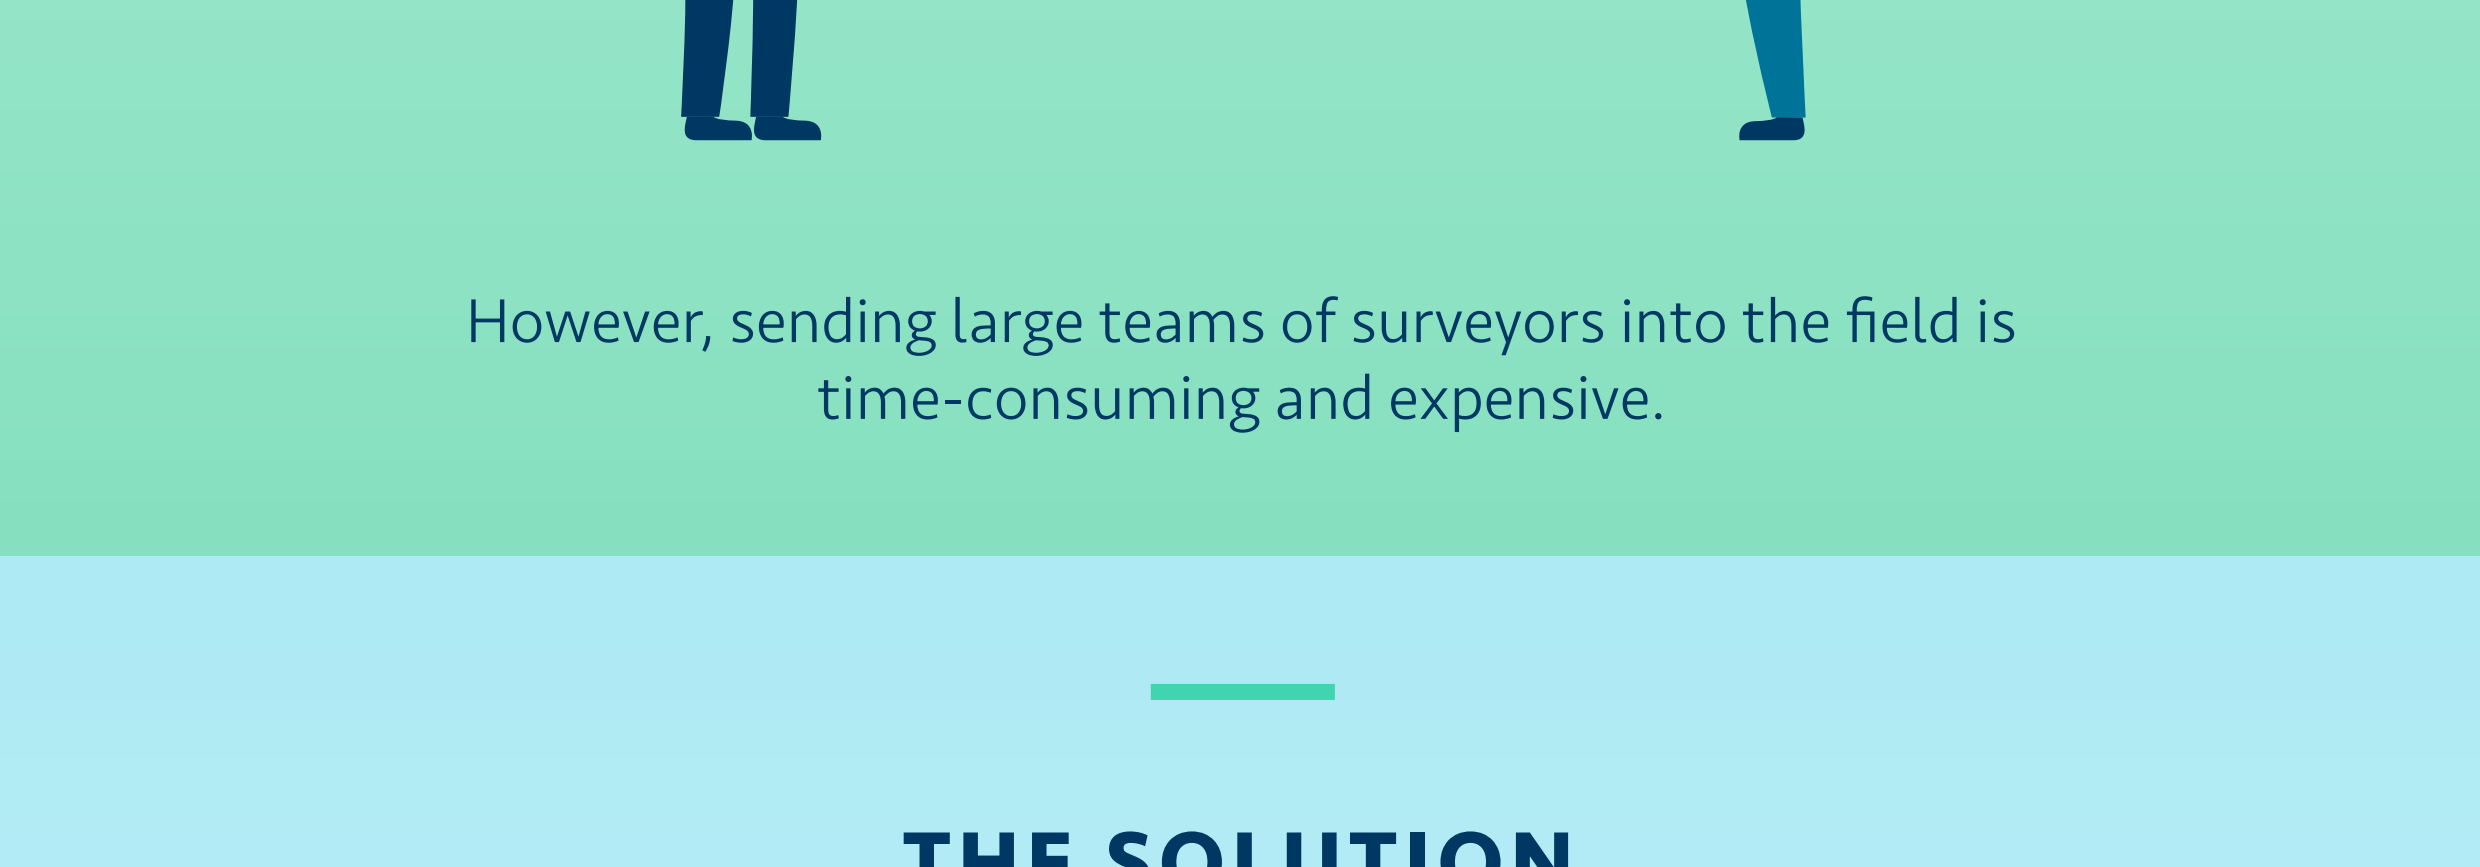 However, sending large teams of surveyors into the field is
time-consuming and expensive.
THE SOLUTION